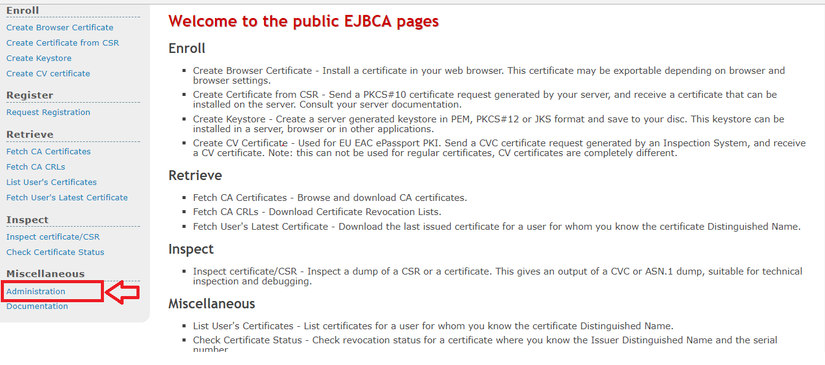 Enroll
Create Browser Certificate
Create Certificate from CSR
Create Keystore
Create CV certificate
Register
Request Registration
Retrieve
Fetch CA Certificates
Fetch CA CRLs
List User's Certificates
Fetch User's Latest Certificate
Inspect
Inspect certificate/CSR
Check Certificate Status
Miscellaneous
Administration
Documentation
Welcome to the public EJBCA pages
Enroll
Create Browser Certificate - Install a certificate in your web browser. This certificate may be exportable depending on browser and
browser settings.
Create Certificate from CSR - Send a PKCS#10 certificate request generated by your server, and receive a certificate that can be
installed on the server. Consult your server documentation.
Create Keystore - Create a server generated keystore in PEM, PKCS#12 or JKS format and save to your disc. This keystore can be
installed in a server, browser or in other applications.
Create CV Certificate - Used for EU EAC ePassport PKI. Send a CVC certificate request generated by an Inspection System, and receive
a CV certificate. Note: this can not be used for regular certificates, CV certificates are completely different.
Retrieve
Fetch CA Certificates - Browse and download CA certificates.
Fetch CA CRLs - Download Certificate Revocation Lists.
Fetch User's Latest Certificate - Download the last issued certificate for a user for whom you know the certificate Distinguished Name.
Inspect
Inspect certificate/CSR - Inspect a dump of a CSR or a certificate. This gives an output of a CVC or ASN.1 dump, suitable for technical
inspection and debugging.
Miscellaneous
List User's Certificates - List certificates for a user for whom you know the certificate Distinguished Name.
Check Certificate Status - Check revocation status for a certificate where you know the Issuer Distinguished Name and the serial
number.